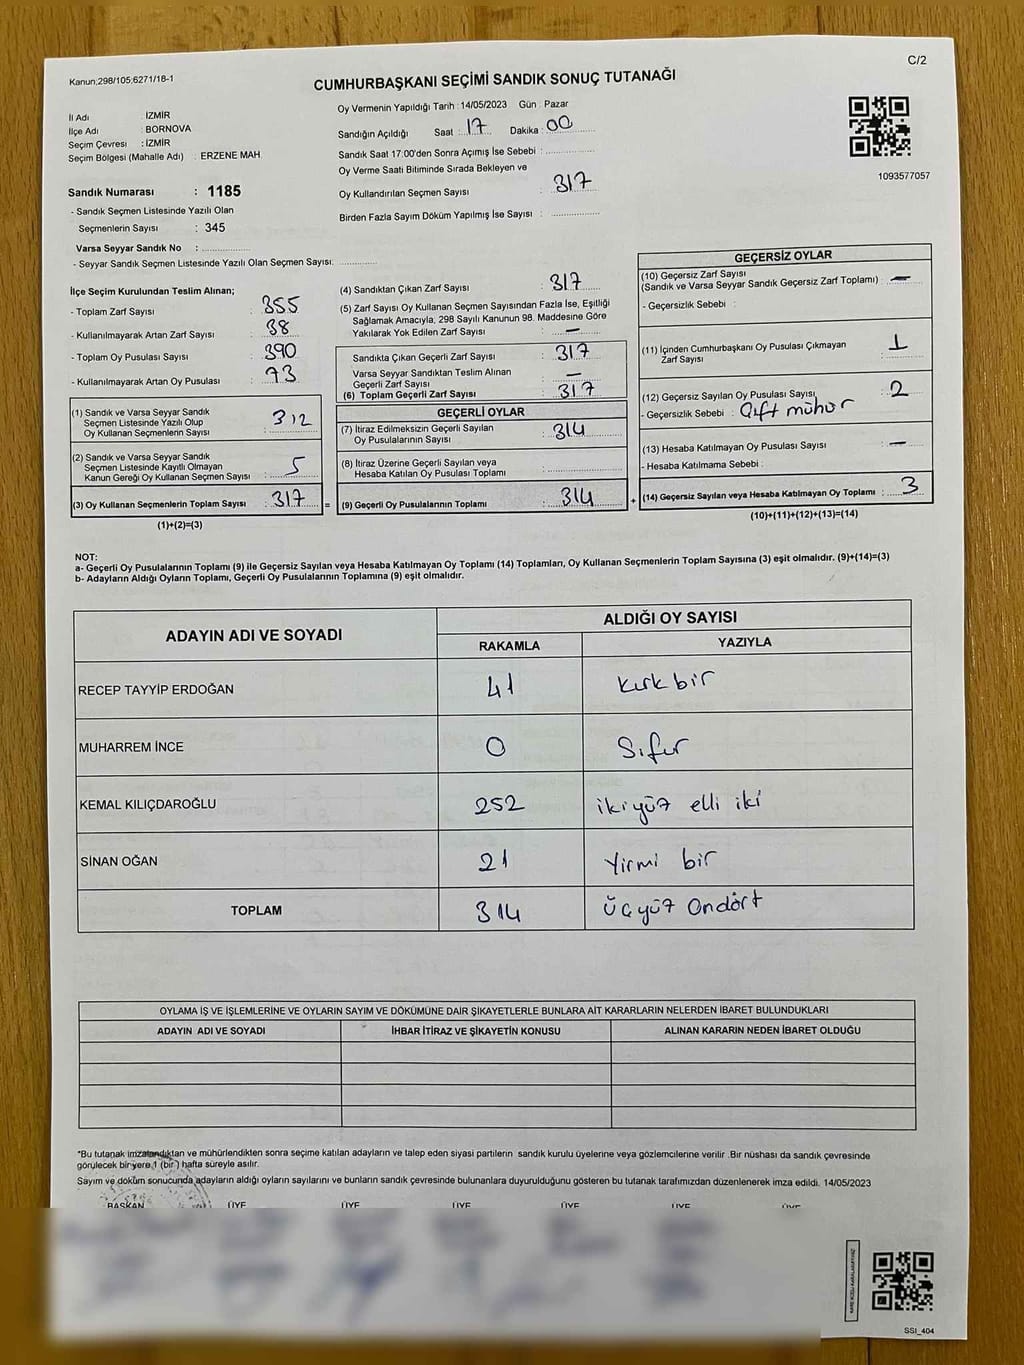 Kanun;298/105;6271/18-1
C/2
CUMHURBAŞKANI SEÇİMİ SANDIK SONUÇ TUTANAĞI
İl Adı : İZMİR
İlçe Adı : BORNOVA
Seçim Çevresi : İZMİR
Seçim Bölgesi (Mahalle Adı) : ERZENE MAH.
Sandık Numarası : 1185
- Sandık Seçmen Listesinde Yazılı Olan
Seçmenlerin Sayısı : 345
Varsa Seyyar Sandık No :
- Seyyar Sandık Seçmen Listesinde Yazılı Olan Seçmen Sayısı:
Oy Vermenin Yapıldığı Tarih : 14/05/2023 Gün : Pazar
Sandığın Açıldığı Saat : 17 Dakika : 00
Sandık Saat 17:00'den Sonra Açımış İse Sebebi :
Oy Verme Saati Bitiminde Sırada Bekleyen ve
Oy Kullandırılan Seçmen Sayısı : 317
Birden Fazla Sayım Döküm Yapılmış İse Sayısı :
1093577057
İlçe Seçim Kurulundan Teslim Alınan;
- Toplam Zarf Sayısı : 355
- Kullanılmayarak Artan Zarf Sayısı : 38
- Toplam Oy Pusulası Sayısı : 390
- Kullanılmayarak Artan Oy Pusulası : 73
(1) Sandık ve Varsa Seyyar Sandık
Seçmen Listesinde Yazılı Olup
Oy Kullanan Seçmenlerin Sayısı : 312
(2) Sandık ve Varsa Seyyar Sandık
Seçmen Listesinde Kayıtlı Olmayan
Kanun Gereği Oy Kullanan Seçmen Sayısı : 5
(3) Oy Kullanan Seçmenlerin Toplam Sayısı : 317 =
(1)+(2)=(3)
(4) Sandıktan Çıkan Zarf Sayısı : 317
(5) Zarf Sayısı Oy Kullanan Seçmen Sayısından Fazla İse, Eşitliği
Sağlamak Amacıyla; 298 Sayılı Kanunun 98. Maddesine Göre
Yakılarak Yok Edilen Zarf Sayısı : —
Sandıkta Çıkan Geçerli Zarf Sayısı : 317
Varsa Seyyar Sandıktan Teslim Alınan
Geçerli Zarf Sayısı : —
(6) Toplam Geçerli Zarf Sayısı : 317
GEÇERLİ OYLAR
(7) İtiraz Edilmeksizin Geçerli Sayılan
Oy Pusulalarının Sayısı : 314
(8) İtiraz Üzerine Geçerli Sayılan veya
Hesaba Katılan Oy Pusulası Toplamı :
(9) Geçerli Oy Pusulalarının Toplamı : 314 +
GEÇERSİZ OYLAR
(10) Geçersiz Zarf Sayısı
(Sandık ve Varsa Seyyar Sandık Geçersiz Zarf Toplamı) : —
- Geçersizlik Sebebi :
(11) İçinden Cumhurbaşkanı Oy Pusulası Çıkmayan
Zarf Sayısı : 1
(12) Geçersiz Sayılan Oy Pusulası Sayısı : 2
- Geçersizlik Sebebi : Çift mühür
(13) Hesaba Katılmayan Oy Pusulası Sayısı : —
- Hesaba Katılmama Sebebi :
(14) Geçersiz Sayılan veya Hesaba Katılmayan Oy Toplamı : 3
(10)+(11)+(12)+(13)=(14)
NOT:
a- Geçerli Oy Pusulalarının Toplamı (9) ile Geçersiz Sayılan veya Hesaba Katılmayan Oy Toplamı (14) Toplamları, Oy Kullanan Seçmenlerin Toplam Sayısına (3) eşit olmalıdır. (9)+(14)=(3)
b- Adayların Aldığı Oyların Toplamı, Geçerli Oy Pusulalarının Toplamına (9) eşit olmalıdır.
ADAYIN ADI VE SOYADI
ALDIĞI OY SAYISI
RAKAMLA YAZIYLA
RECEP TAYYİP ERDOĞAN 41 kırk bir
MUHARREM İNCE 0 Sıfır
KEMAL KILIÇDAROĞLU 252 ikiyüz elli iki
SİNAN OĞAN 21 Yirmi bir
TOPLAM 314 Üçyüz Ondört
OYLAMA İŞ VE İŞLEMLERİNE VE OYLARIN SAYIM VE DÖKÜMÜNE DAİR ŞİKAYETLERLE BUNLARA AİT KARARLARIN NELERDEN İBARET BULUNDUKLARI
ADAYIN ADI VE SOYADI İHBAR İTİRAZ VE ŞİKAYETİN KONUSU ALINAN KARARIN NEDEN İBARET OLDUĞU
*Bu tutanak imzalandıktan ve mühürlendikten sonra seçime katılan adayların ve talep eden siyasi partilerin sandık kurulu üyelerine veya gözlemcilerine verilir .Bir nüshası da sandık çevresinde
görülecek bir yere 1 (bir ) hafta süreyle asılır.
Sayım ve döküm sonucunda adayların aldığı oyların sayılarını ve bunların sandık çevresinde bulunanlara duyurulduğunu gösteren bu tutanak tarafımızdan düzenlenerek imza edildi. 14/05/2023
BAŞKAN ÜYE ÜYE ÜYE ÜYE ÜYE ÜYE
SSI_404